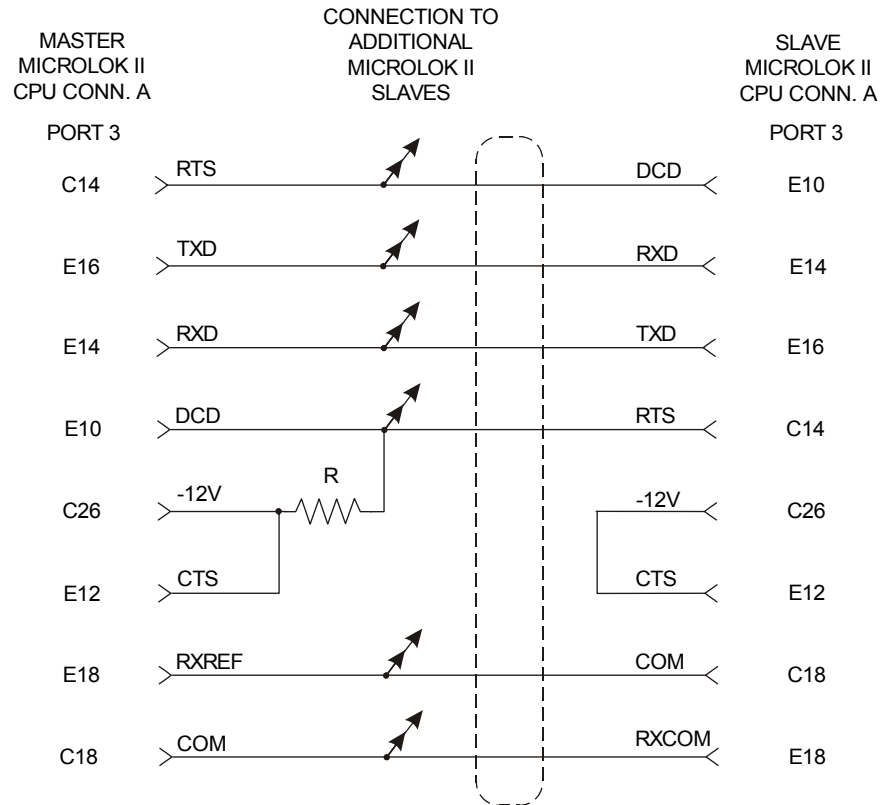 CONNECTION TO
ADDITIONAL
MICROLOK II
SLAVES
MASTER
MICROLOK II
CPU CONN. A
PORT 3
SLAVE
MICROLOK II
CPU CONN. A
PORT 3
C14 RTS DCD E10
E16 TXD RXD E14
E14 RXD TXD E16
E10 DCD RTS C14
R
C26 -12V -12V C26
E12 CTS CTS E12
E18 RXREF COM C18
C18 COM RXCOM E18